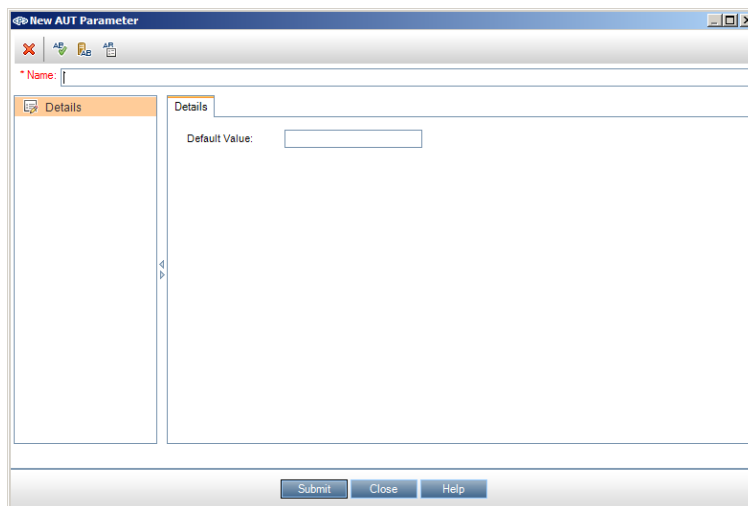 New AUT Parameter
* Name:
Details
Details
Default Value:
Submit Close Help